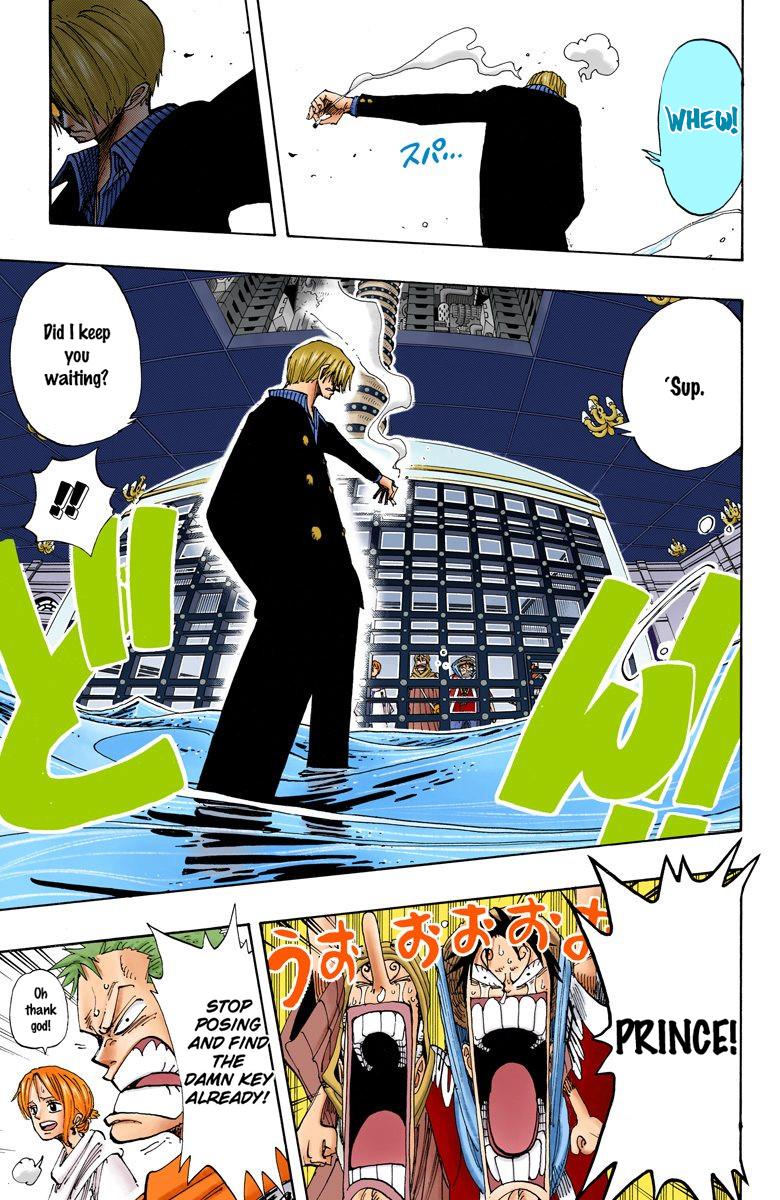 WHEW!
スパ...
´Sup.
Did I keep
you
waiting?
!!
どん!!
PRINCE!
うおおおおよ
STOP
POSING
AND FIND
THE
DAMN KEY
ALREADY!
Oh
thank
god!